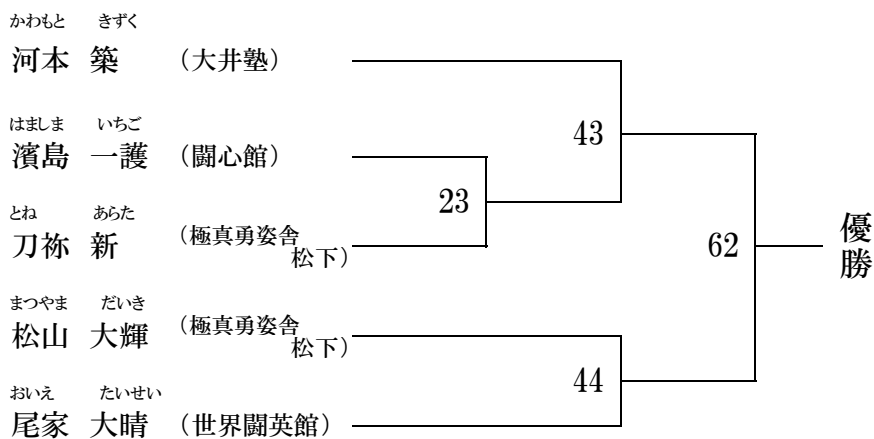 かわもと きずく
河本 築 （大井塾）
43
はましま いちご
濱島 一護 （闘心館）
23
とね あらた
刀祢 新 （極真勇姿舎
松下）
62
優勝
まつやま だいき
松山 大輝 （極真勇姿舎
松下）
44
おいえ たいせい
尾家 大晴 （世界闘英館）